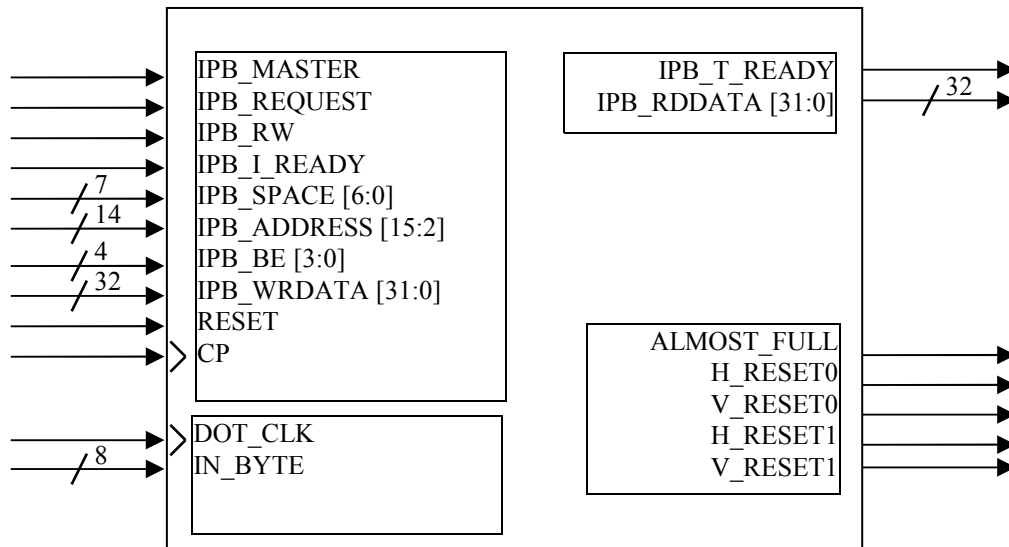 IPB_MASTER
IPB_REQUEST
IPB_RW
IPB_I_READY
7
IPB_SPACE [6:0]
14
IPB_ADDRESS [15:2]
4
IPB_BE [3:0]
32
IPB_WRDATA [31:0]
RESET
CP
DOT_CLK
8
IN_BYTE
IPB_T_READY
IPB_RDDATA [31:0]
32
ALMOST_FULL
H_RESET0
V_RESET0
H_RESET1
V_RESET1